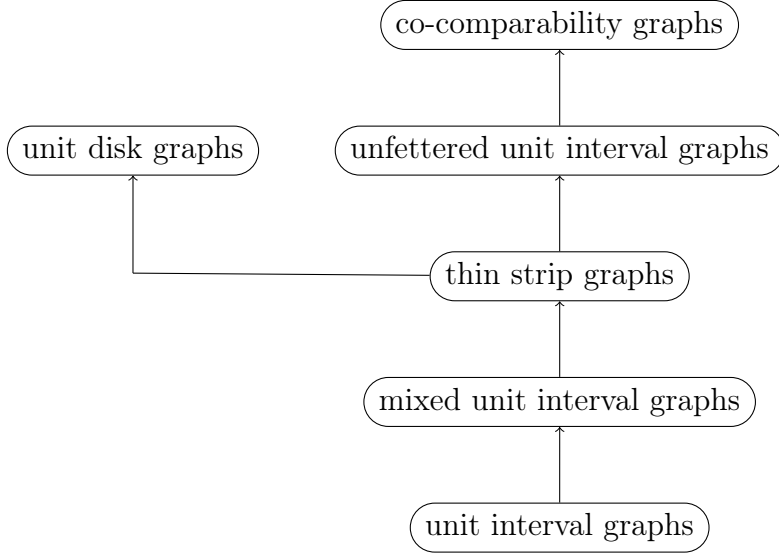 co-comparability graphs
unit disk graphs
unfettered unit interval graphs
thin strip graphs
mixed unit interval graphs
unit interval graphs